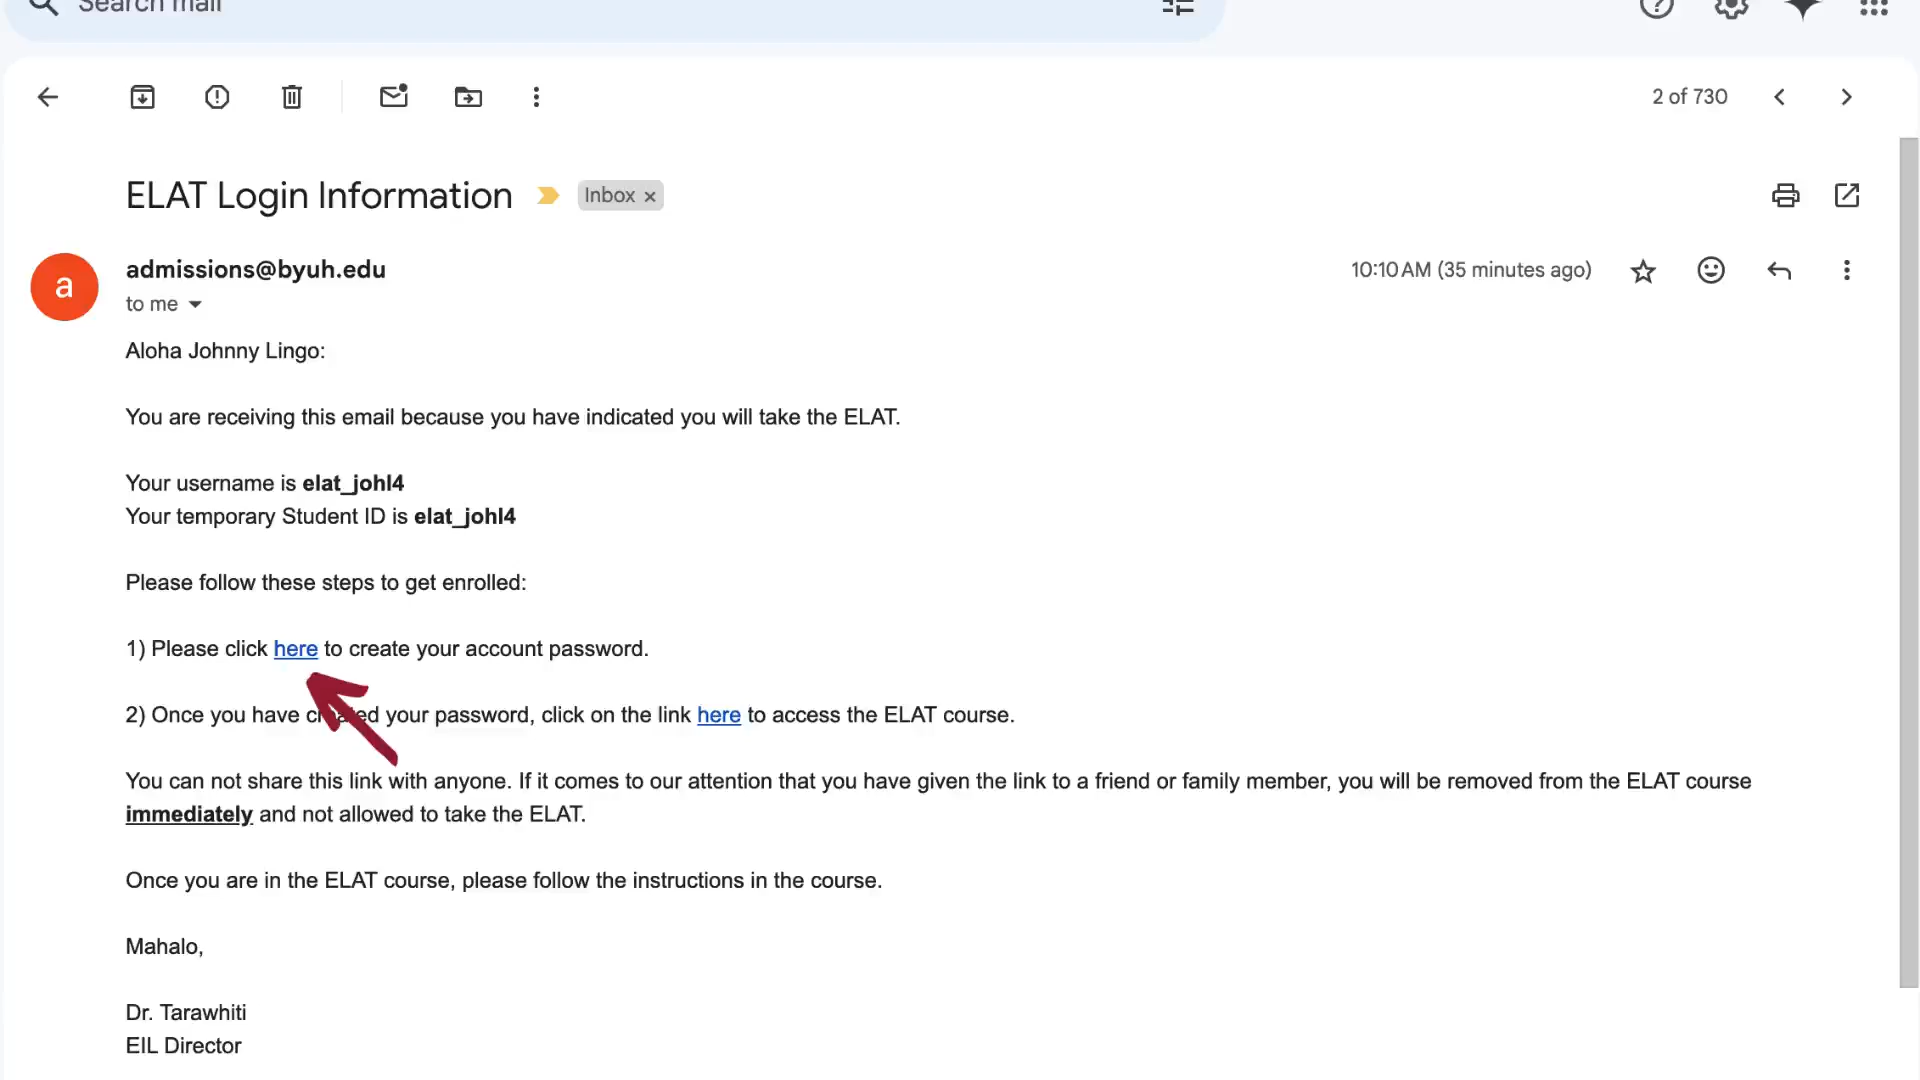 Search mail
2 of 730
ELAT Login Information
Inbox ×
a
admissions@byuh.edu
10:10 AM (35 minutes ago)
to me
Aloha Johnny Lingo:
You are receiving this email because you have indicated you will take the ELAT.
Your username is elat_johl4
Your temporary Student ID is elat_johl4
Please follow these steps to get enrolled:
1) Please click here to create your account password.
2) Once you have created your password, click on the link here to access the ELAT course.
You can not share this link with anyone. If it comes to our attention that you have given the link to a friend or family member, you will be removed from the ELAT course
immediately and not allowed to take the ELAT.
Once you are in the ELAT course, please follow the instructions in the course.
Mahalo,
Dr. Tarawhiti
EIL Director